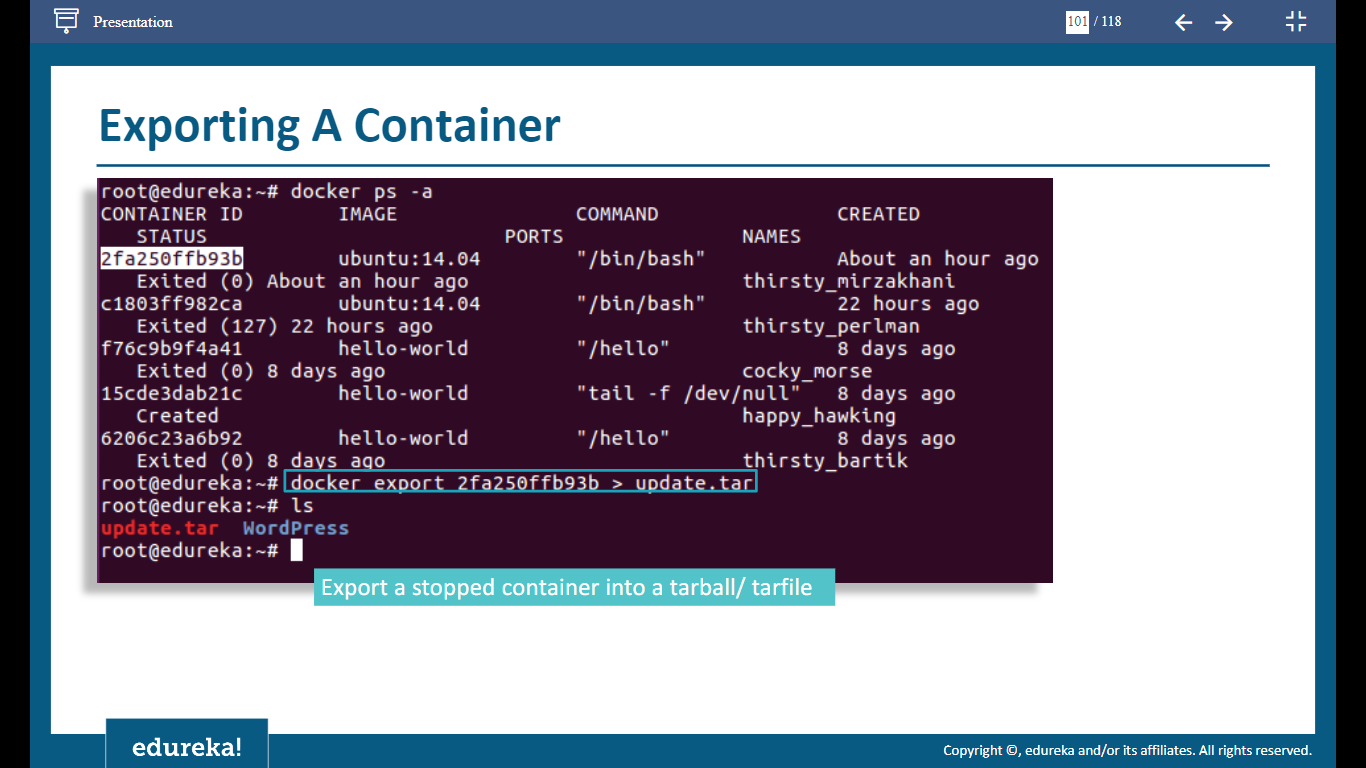 Presentation
101 / 118
Exporting A Container
root@edureka:~# docker ps -a
CONTAINER ID IMAGE COMMAND CREATED
STATUS PORTS NAMES
2fa250ffb93b ubuntu:14.04 "/bin/bash" About an hour ago
Exited (0) About an hour ago thirsty_mirzakhani
c1803ff982ca ubuntu:14.04 "/bin/bash" 22 hours ago
Exited (127) 22 hours ago thirsty_perlman
f76c9b9f4a41 hello-world "/hello" 8 days ago
Exited (0) 8 days ago cocky_morse
15cde3dab21c hello-world "tail -f /dev/null" 8 days ago
Created happy_hawking
6206c23a6b92 hello-world "/hello" 8 days ago
Exited (0) 8 days ago thirsty_bartik
root@edureka:~# docker export 2fa250ffb93b > update.tar
root@edureka:~# ls
update.tar WordPress
root@edureka:~#
Export a stopped container into a tarball/ tarfile
edureka!
Copyright ©, edureka and/or its affiliates. All rights reserved.